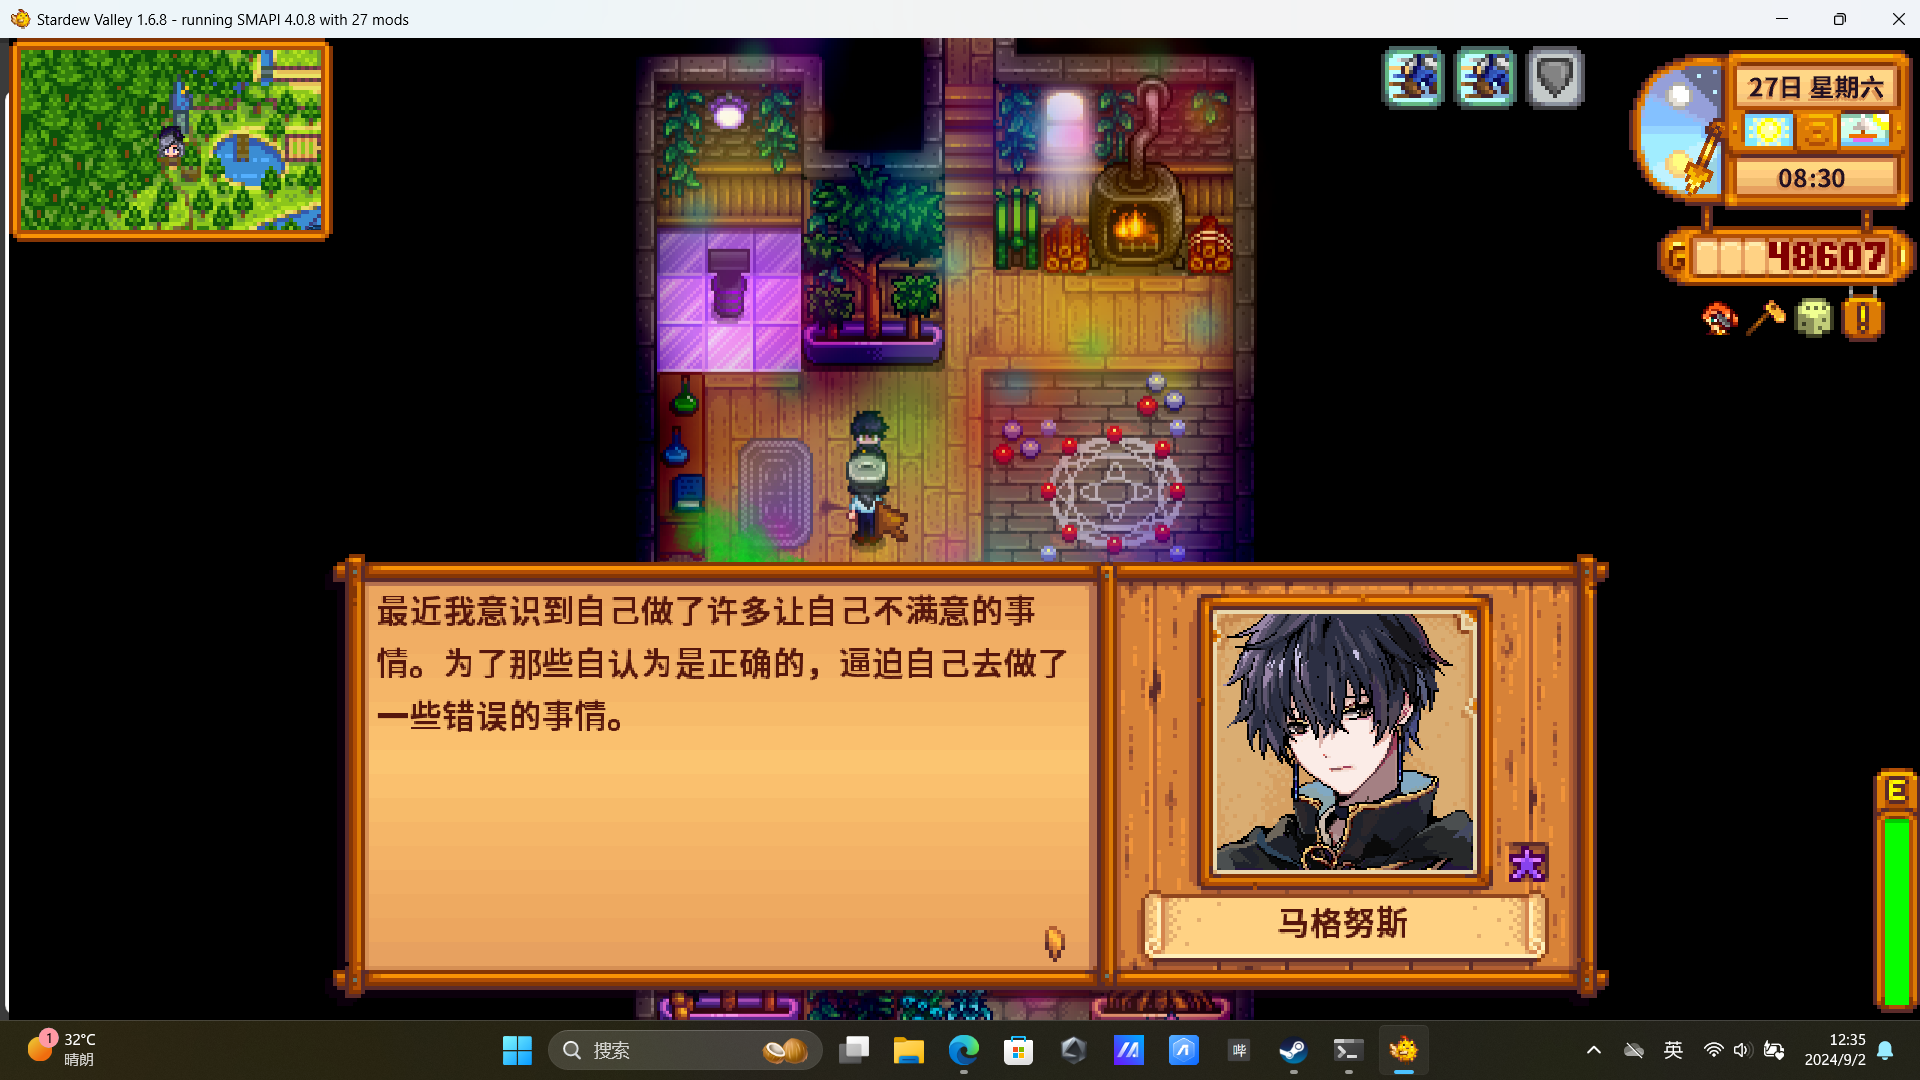 Stardew Valley 1.6.8 - running SMAPI 4.0.8 with 27 mods
27日 星期六
08:30
G 48607
最近我意识到自己做了许多让自己不满意的事
情。为了那些自认为是正确的，逼迫自己去做了
一些错误的事情。
马格努斯
E
1
32°C
晴朗
搜索
哔
英
12:35
2024/9/2